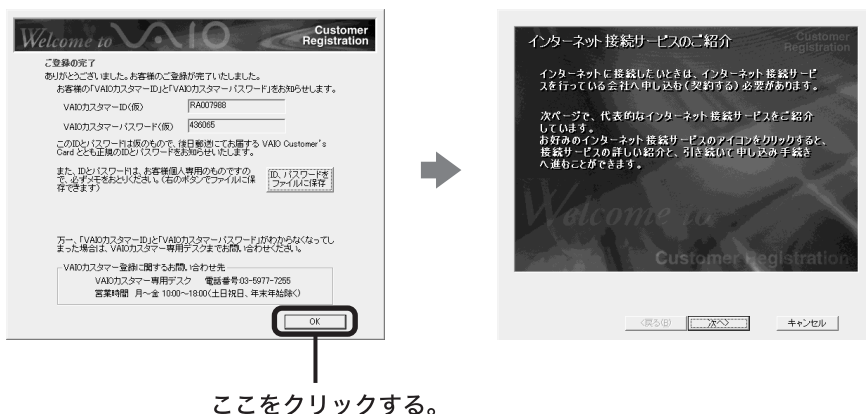 Welcome to VAIO
Customer
Registration
ご登録の完了
ありがとうございました。お客様のご登録が完了いたしました。
お客様の「VAIOカスタマーID」と「VAIOカスタマーパスワード」をお知らせします。
VAIOカスタマーID(仮)
RA007988
VAIOカスタマーパスワード(仮)
436065
このIDとパスワードは仮のもので、後日郵送にてお届する VAIO Customer's
Card とともに正規のIDとパスワードをお知らせいたします。
また、IDとパスワードは、お客様個人専用のものですの
で、必ずメモをおとりください。(右のボタンでファイルに保
存できます)
ID、パスワードを
ファイルに保存
万一、「VAIOカスタマーID」と「VAIOカスタマーパスワード」がわからなくなってし
まった場合は、VAIOカスタマー専用デスクまでお問い合わせください。
VAIOカスタマー登録に関するお問い合わせ先
VAIOカスタマー専用デスク 電話番号:03-5977-7255
営業時間 月~金 10:00~18:00(土日祝日、年末年始除く)
OK
ここをクリックする。
インターネット接続サービスのご紹介
Customer
Registration
インターネットに接続したいときは、インターネット接続サービ
スを行っている会社へ申し込む(契約する)必要があります。
次ページで、代表的なインターネット接続サービスをご紹介
しています。
お好みのインターネット接続サービスのアイコンをクリックすると、
接続サービスの詳しい紹介と、引き続いて申し込み手続き
へ進むことができます。
Welcome to
Customer Registration
<戻る(B)
次へ>
キャンセル